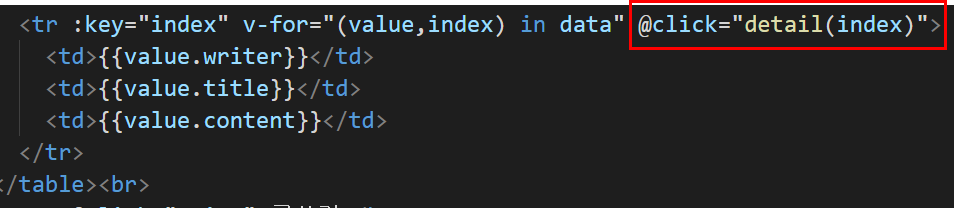 <tr :key="index" v-for="(value,index) in data" @click="detail(index)">
<td>{{value.writer}}</td>
<td>{{value.title}}</td>
<td>{{value.content}}</td>
</tr>
</table><br>